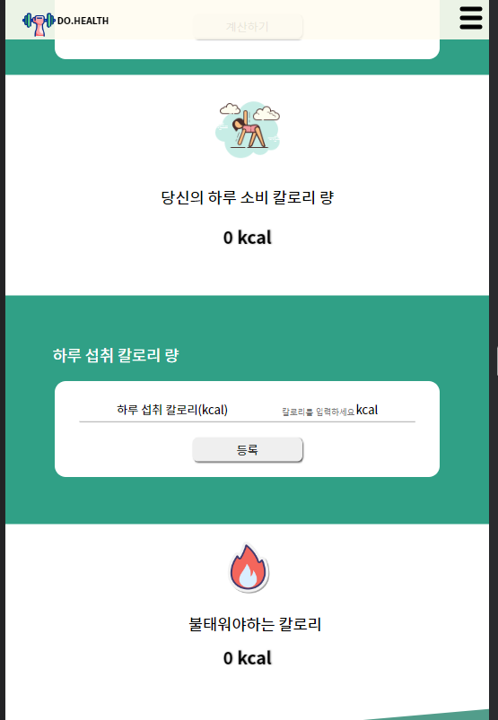 DO.HEALTH
계산하기
당신의 하루 소비 칼로리 량
0 kcal
하루 섭취 칼로리 량
하루 섭취 칼로리(kcal) 칼로리를 입력하세요 kcal
등록
불태워야하는 칼로리
0 kcal